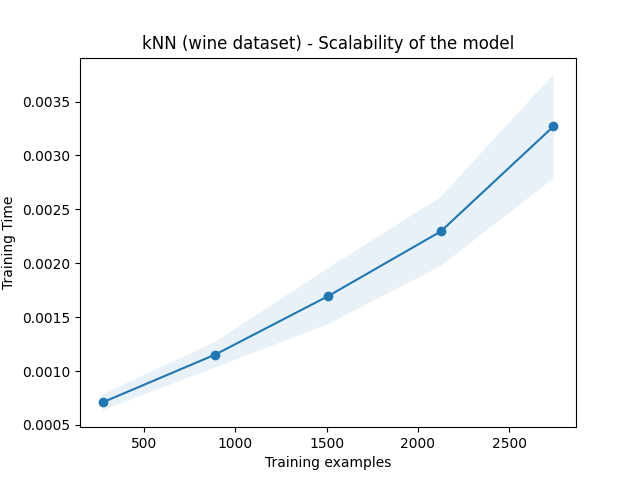 kNN (wine dataset) - Scalability of the model
0.0035
0.0030
0.0025
0.0020
0.0015
0.0010
0.0005
Training Time
500 1000 1500 2000 2500
Training examples